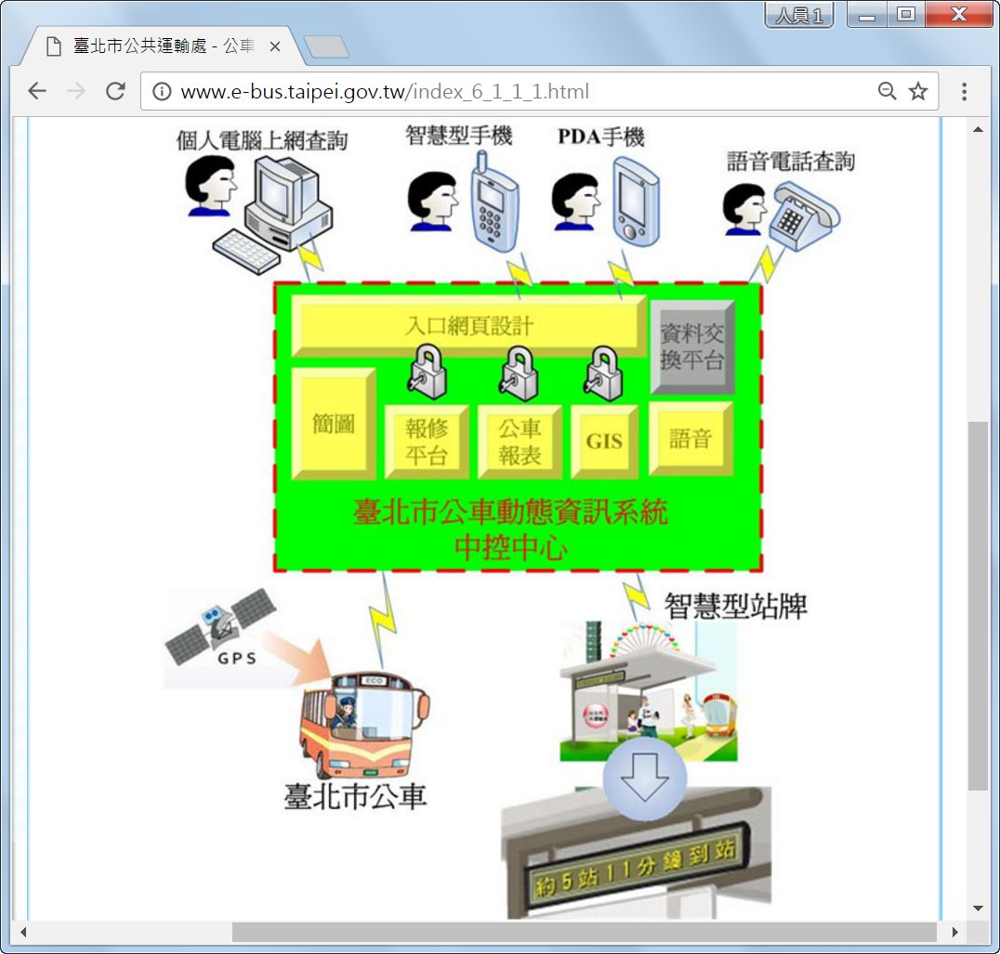 人員 1
臺北市公共運輸處 - 公車
www.e-bus.taipei.gov.tw/index_6_1_1_1.html
個人電腦上網查詢
智慧型手機
PDA手機
語音電話查詢
入口網頁設計
資料交
換平台
簡圖
報修
平台
公車
報表
GIS
語音
臺北市公車動態資訊系統
中控中心
GPS
智慧型站牌
ECO
臺北市公車
約5站11分鐘到站